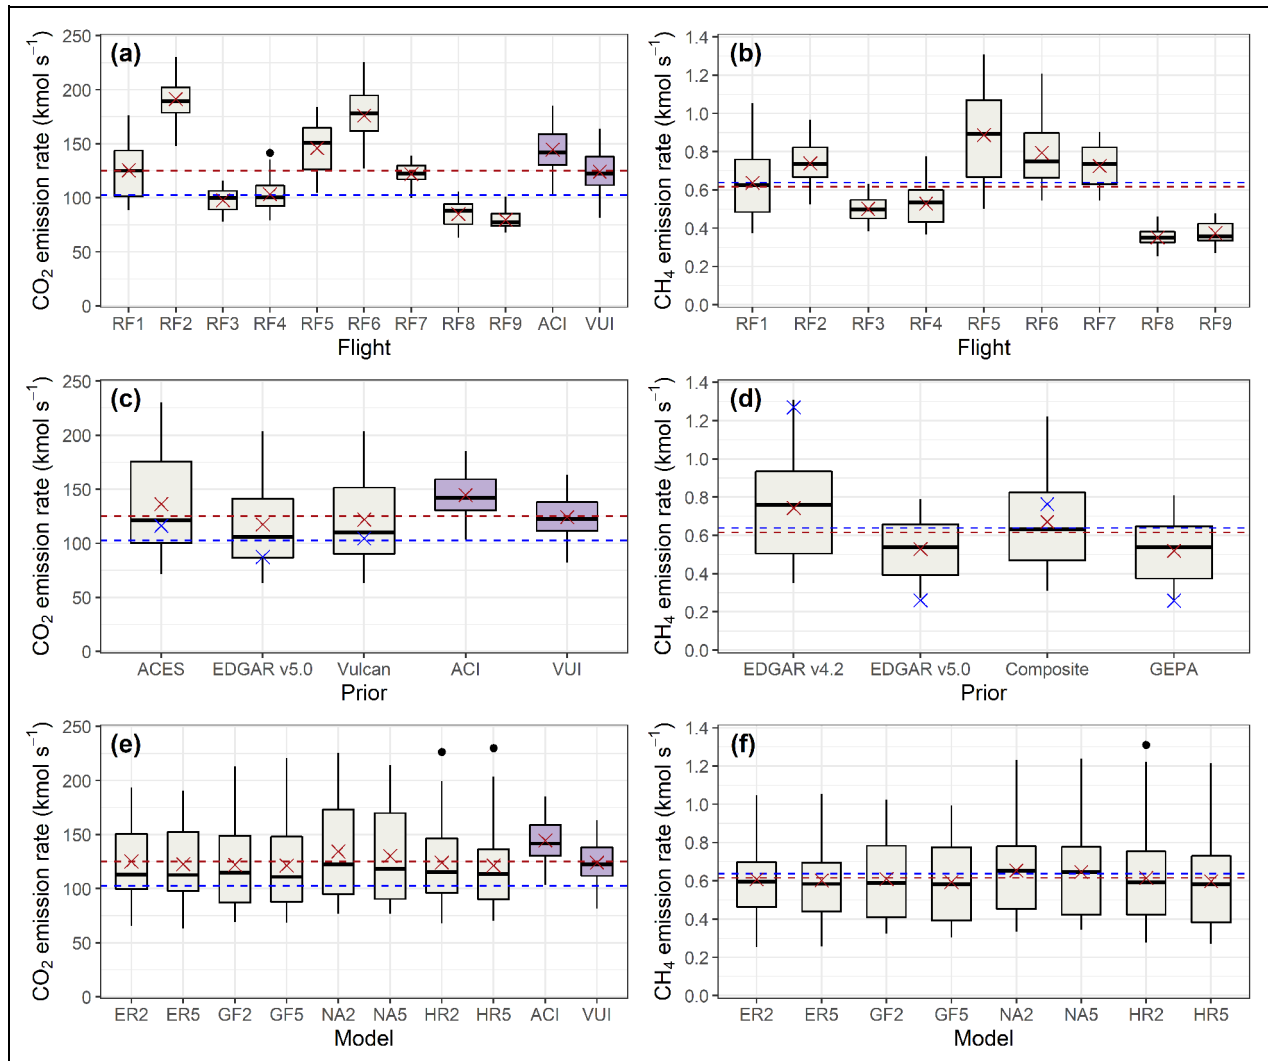 (a)
CO2 emission rate (kmol s−1)
250
200
150
100
50
0
RF1 RF2 RF3 RF4 RF5 RF6 RF7 RF8 RF9 ACI VUI
Flight
(b)
CH4 emission rate (kmol s−1)
1.4
1.2
1.0
0.8
0.6
0.4
0.2
0.0
RF1 RF2 RF3 RF4 RF5 RF6 RF7 RF8 RF9
Flight
(c)
CO2 emission rate (kmol s−1)
250
200
150
100
50
0
ACES EDGAR v5.0 Vulcan ACI VUI
Prior
(d)
CH4 emission rate (kmol s−1)
1.4
1.2
1.0
0.8
0.6
0.4
0.2
0.0
EDGAR v4.2 EDGAR v5.0 Composite GEPA
Prior
(e)
CO2 emission rate (kmol s−1)
250
200
150
100
50
0
ER2 ER5 GF2 GF5 NA2 NA5 HR2 HR5 ACI VUI
Model
(f)
CH4 emission rate (kmol s−1)
1.4
1.2
1.0
0.8
0.6
0.4
0.2
0.0
ER2 ER5 GF2 GF5 NA2 NA5 HR2 HR5
Model